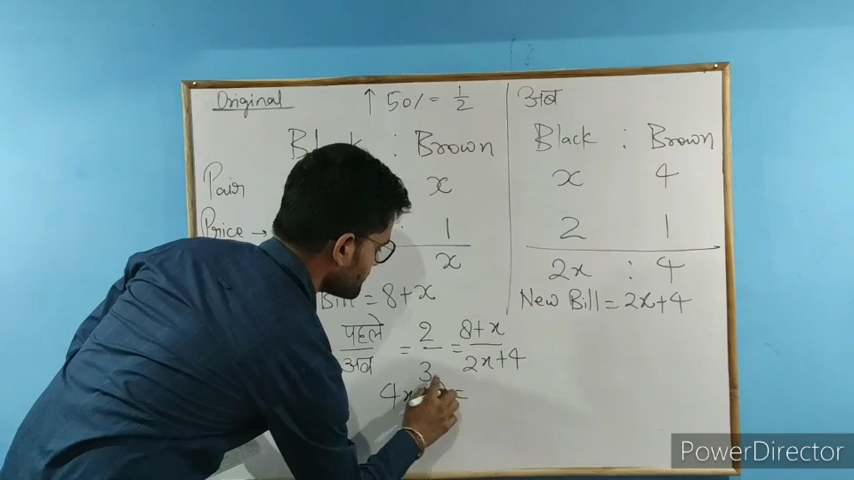 Original ↑ 50% = 1/2 अब
: Brown Black : Brown
Pair x x 4
Price → 1 2 1
x 2x : 4
Bill = 8+x New Bill = 2x+4
पहले/अब = 2/3 = 8+x/2x+4
4x =
PowerDirector